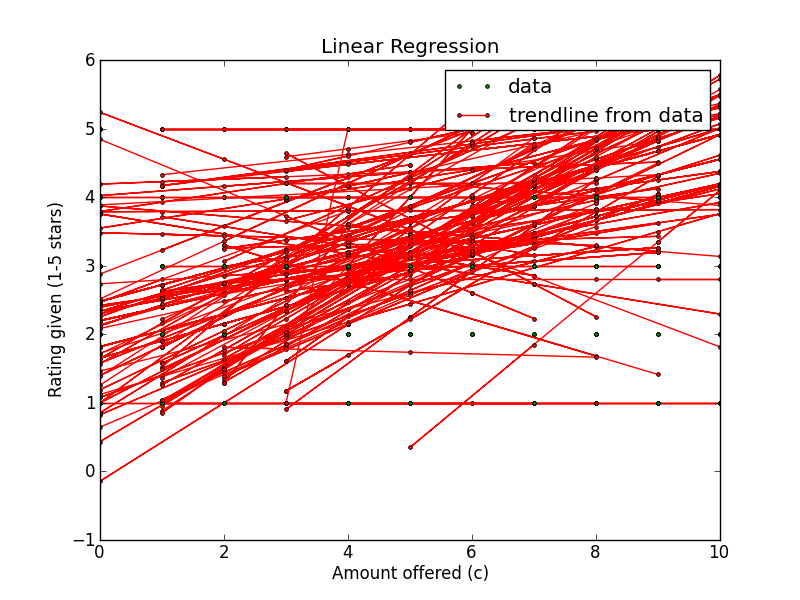 Linear Regression
data
trendline from data
6
5
4
3
2
1
0
−1
Rating given (1-5 stars)
0 2 4 6 8 10
Amount offered (c)